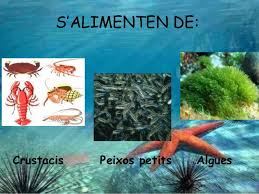 S'ALIMENTEN DE:
Crustacis Peixos petits Algues